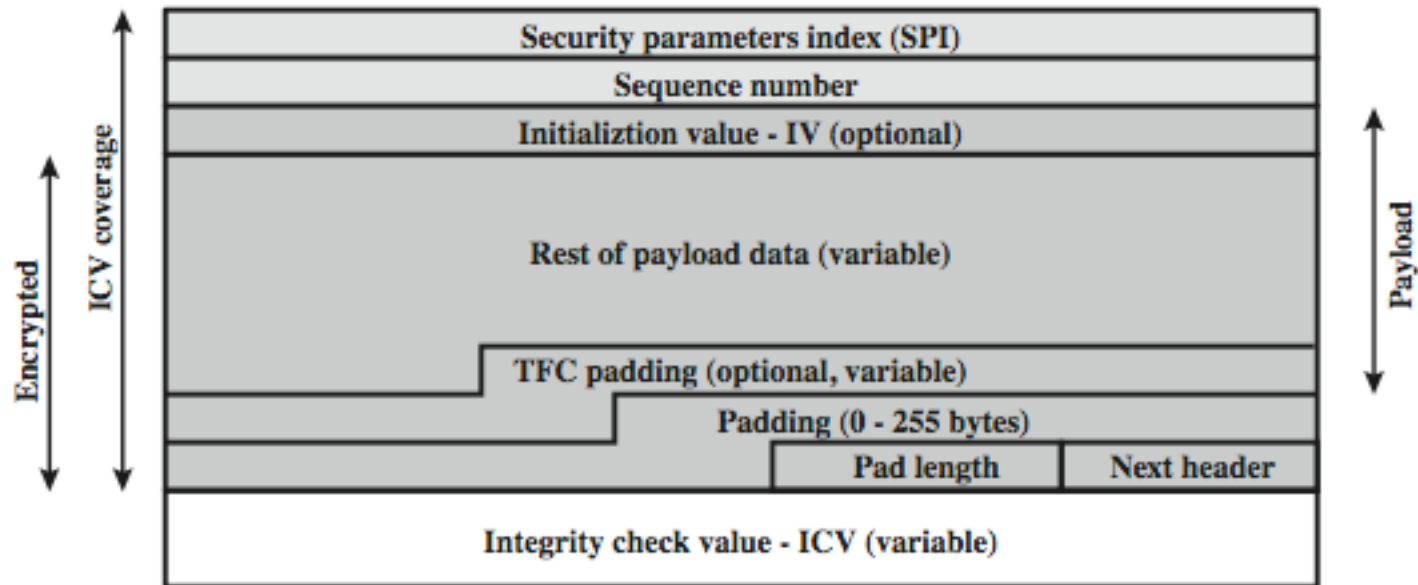 Security parameters index (SPI)
Sequence number
Initializtion value - IV (optional)
Rest of payload data (variable)
TFC padding (optional, variable)
Padding (0 - 255 bytes)
Pad length
Next header
Integrity check value - ICV (variable)
Encrypted
ICV coverage
Payload